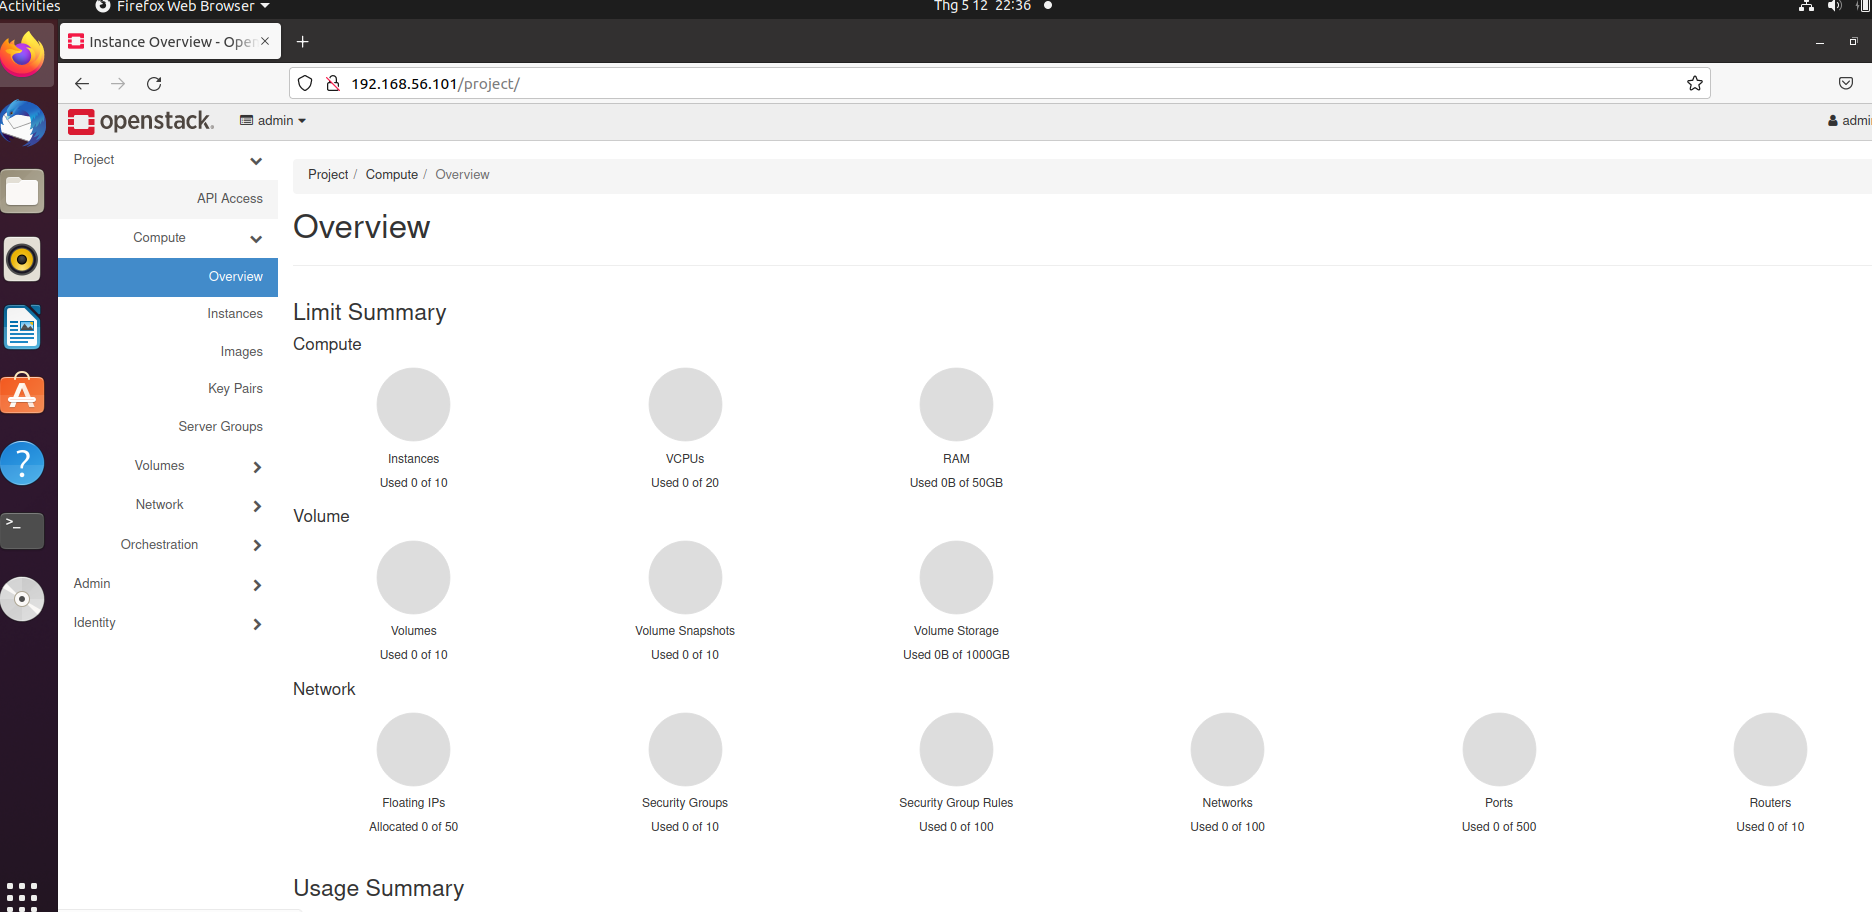 Activities Firefox Web Browser Thg 5 12 22:36
Instance Overview - Oper
192.168.56.101/project/
openstack. admin admin
Project
API Access
Compute
Overview
Instances
Images
Key Pairs
Server Groups
Volumes
Network
Orchestration
Admin
Identity
Project / Compute / Overview
Overview
Limit Summary
Compute
Instances VCPUs RAM
Used 0 of 10 Used 0 of 20 Used 0B of 50GB
Volume
Volumes Volume Snapshots Volume Storage
Used 0 of 10 Used 0 of 10 Used 0B of 1000GB
Network
Floating IPs Security Groups Security Group Rules Networks Ports Routers
Allocated 0 of 50 Used 0 of 10 Used 0 of 100 Used 0 of 100 Used 0 of 500 Used 0 of 10
Usage Summary